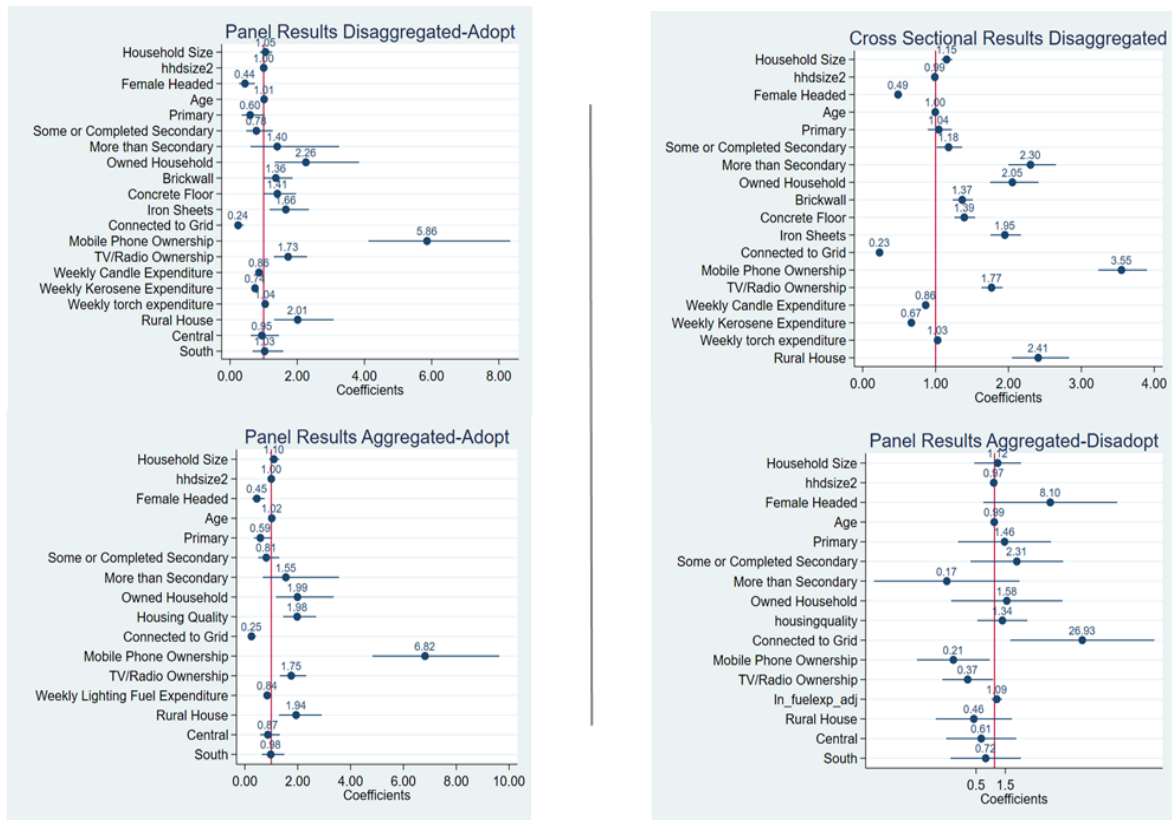 Panel Results Disaggregated-Adopt
Household Size 1.05
hhdsize2 1.00
Female Headed 0.44
Age 1.01
Primary 0.60
Some or Completed Secondary 0.78
More than Secondary 1.40
Owned Household 2.26
Brickwall 1.36
Concrete Floor 1.41
Iron Sheets 1.66
Connected to Grid 0.24
Mobile Phone Ownership 5.86
TV/Radio Ownership 1.73
Weekly Candle Expenditure 0.86
Weekly Kerosene Expenditure 0.74
Weekly torch expenditure 1.04
Rural House 2.01
Central 0.95
South 1.03
0.00 2.00 4.00 6.00 8.00
Coefficients
Cross Sectional Results Disaggregated
Household Size 1.15
hhdsize2 0.99
Female Headed 0.49
Age 1.00
Primary 1.04
Some or Completed Secondary 1.18
More than Secondary 2.30
Owned Household 2.05
Brickwall 1.37
Concrete Floor 1.39
Iron Sheets 1.95
Connected to Grid 0.23
Mobile Phone Ownership 3.55
TV/Radio Ownership 1.77
Weekly Candle Expenditure 0.86
Weekly Kerosene Expenditure 0.67
Weekly torch expenditure 1.03
Rural House 2.41
0.00 1.00 2.00 3.00 4.00
Coefficients
Panel Results Aggregated-Adopt
Household Size 1.10
hhdsize2 1.00
Female Headed 0.45
Age 1.02
Primary 0.59
Some or Completed Secondary 0.81
More than Secondary 1.55
Owned Household 1.99
Housing Quality 1.98
Connected to Grid 0.25
Mobile Phone Ownership 6.82
TV/Radio Ownership 1.75
Weekly Lighting Fuel Expenditure 0.84
Rural House 1.94
Central 0.87
South 0.98
0.00 2.00 4.00 6.00 8.00 10.00
Coefficients
Panel Results Aggregated-Disadopt
Household Size 1.12
hhdsize2 0.97
Female Headed 8.10
Age 0.99
Primary 1.46
Some or Completed Secondary 2.31
More than Secondary 0.17
Owned Household 1.58
housingquality 1.34
Connected to Grid 26.93
Mobile Phone Ownership 0.21
TV/Radio Ownership 0.37
ln_fuelexp_adj 1.09
Rural House 0.46
Central 0.61
South 0.72
0.5 1.5
Coefficients